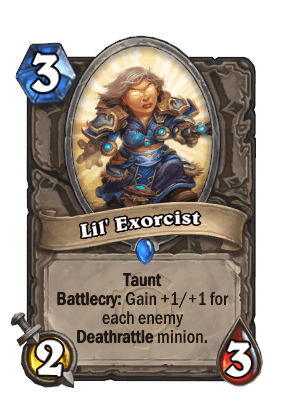 3
Lil' Exorcist
Taunt
Battlecry: Gain +1/+1 for
each enemy
Deathrattle minion.
2
3